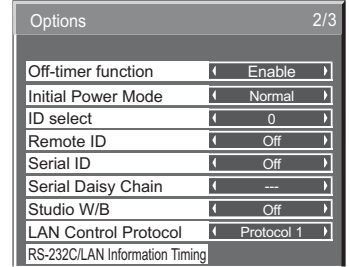 Options 2/3
Off-timer function Enable
Initial Power Mode Normal
ID select 0
Remote ID Off
Serial ID Off
Serial Daisy Chain ---
Studio W/B Off
LAN Control Protocol Protocol 1
RS-232C/LAN Information Timing